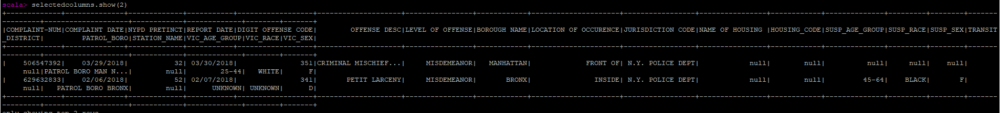 scala> selectedcolumns.show(2)
+-------------+--------------+-------------+-----------+------------------+--------------------+----------------+------------+---------------------+-----------------+----------------+------------+--------------+---------+--------+-------
---------+--------------------+------------+-------------+--------+-------+
|COMPLAINT-NUM|COMPLAINT DATE|NYPD PRETINCT|REPORT DATE|DIGIT OFFENSE CODE|        OFFENSE DESC|LEVEL OF OFFENSE|BOROUGH NAME|LOCATION OF OCCURENCE|JURISDICTION CODE|NAME OF HOUSING |HOUSING_CODE|SUSP_AGE_GROUP|SUSP_RACE|SUSP_SEX|TRANSIT
_DISTRICT|         PATROL_BORO|STATION_NAME|VIC_AGE_GROUP|VIC_RACE|VIC_SEX|
+-------------+--------------+-------------+-----------+------------------+--------------------+----------------+------------+---------------------+-----------------+----------------+------------+--------------+---------+--------+-------
---------+--------------------+------------+-------------+--------+-------+
|    506547392|    03/29/2018|           32| 03/30/2018|               351|CRIMINAL MISCHIEF...|     MISDEMEANOR|   MANHATTAN|             FRONT OF| N.Y. POLICE DEPT|            null|        null|          null|     null|    null|
     null|PATROL BORO MAN N...|        null|        25-44|   WHITE|      F|
|    629632833|    02/06/2018|           52| 02/07/2018|               341|       PETIT LARCENY|     MISDEMEANOR|       BRONX|               INSIDE| N.Y. POLICE DEPT|            null|        null|         45-64|    BLACK|       F|
     null|   PATROL BORO BRONX|        null|      UNKNOWN| UNKNOWN|      D|
+-------------+--------------+-------------+-----------+------------------+--------------------+----------------+------------+---------------------+-----------------+----------------+------------+--------------+---------+--------+-------
---------+--------------------+------------+-------------+--------+-------+
only showing top 2 rows